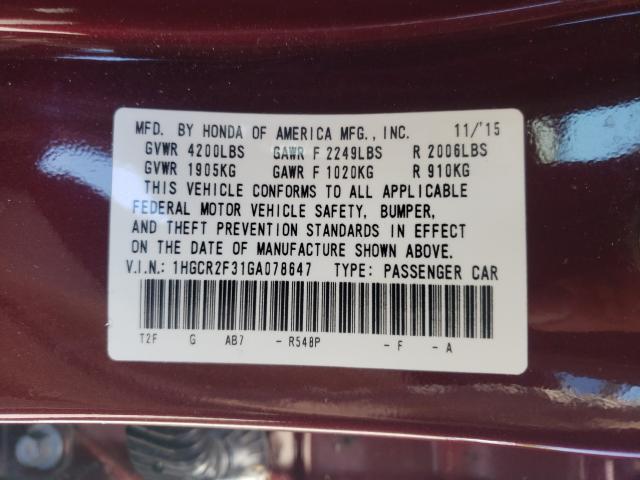 MFD. BY HONDA OF AMERICA MFG., INC. 11/'15
GVWR 4200LBS GAWR F 2249LBS R 2006LBS
GVWR 1905KG GAWR F 1020KG R 910KG
THIS VEHICLE CONFORMS TO ALL APPLICABLE
FEDERAL MOTOR VEHICLE SAFETY, BUMPER,
AND THEFT PREVENTION STANDARDS IN EFFECT
ON THE DATE OF MANUFACTURE SHOWN ABOVE.
V.I.N.: 1HGCR2F31GA078647 TYPE: PASSENGER CAR
T2F G AB7 - R548P - F - A